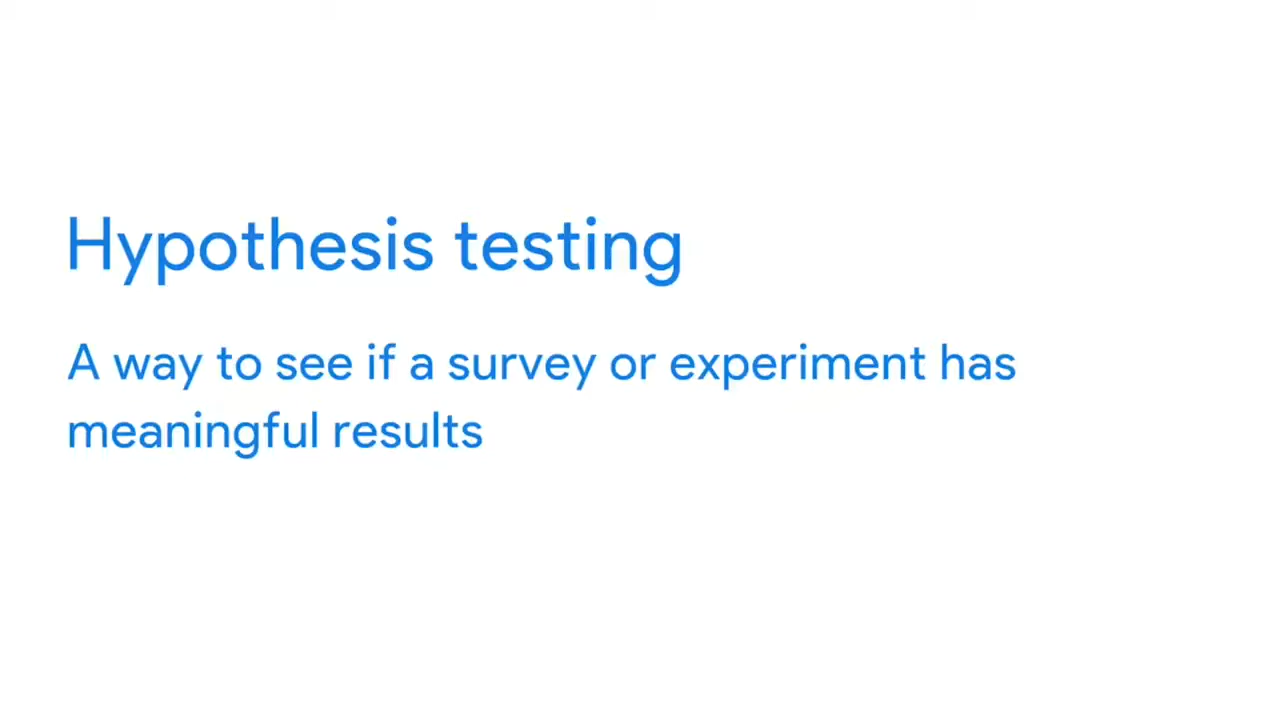 Hypothesis testing
A way to see if a survey or experiment has
meaningful results